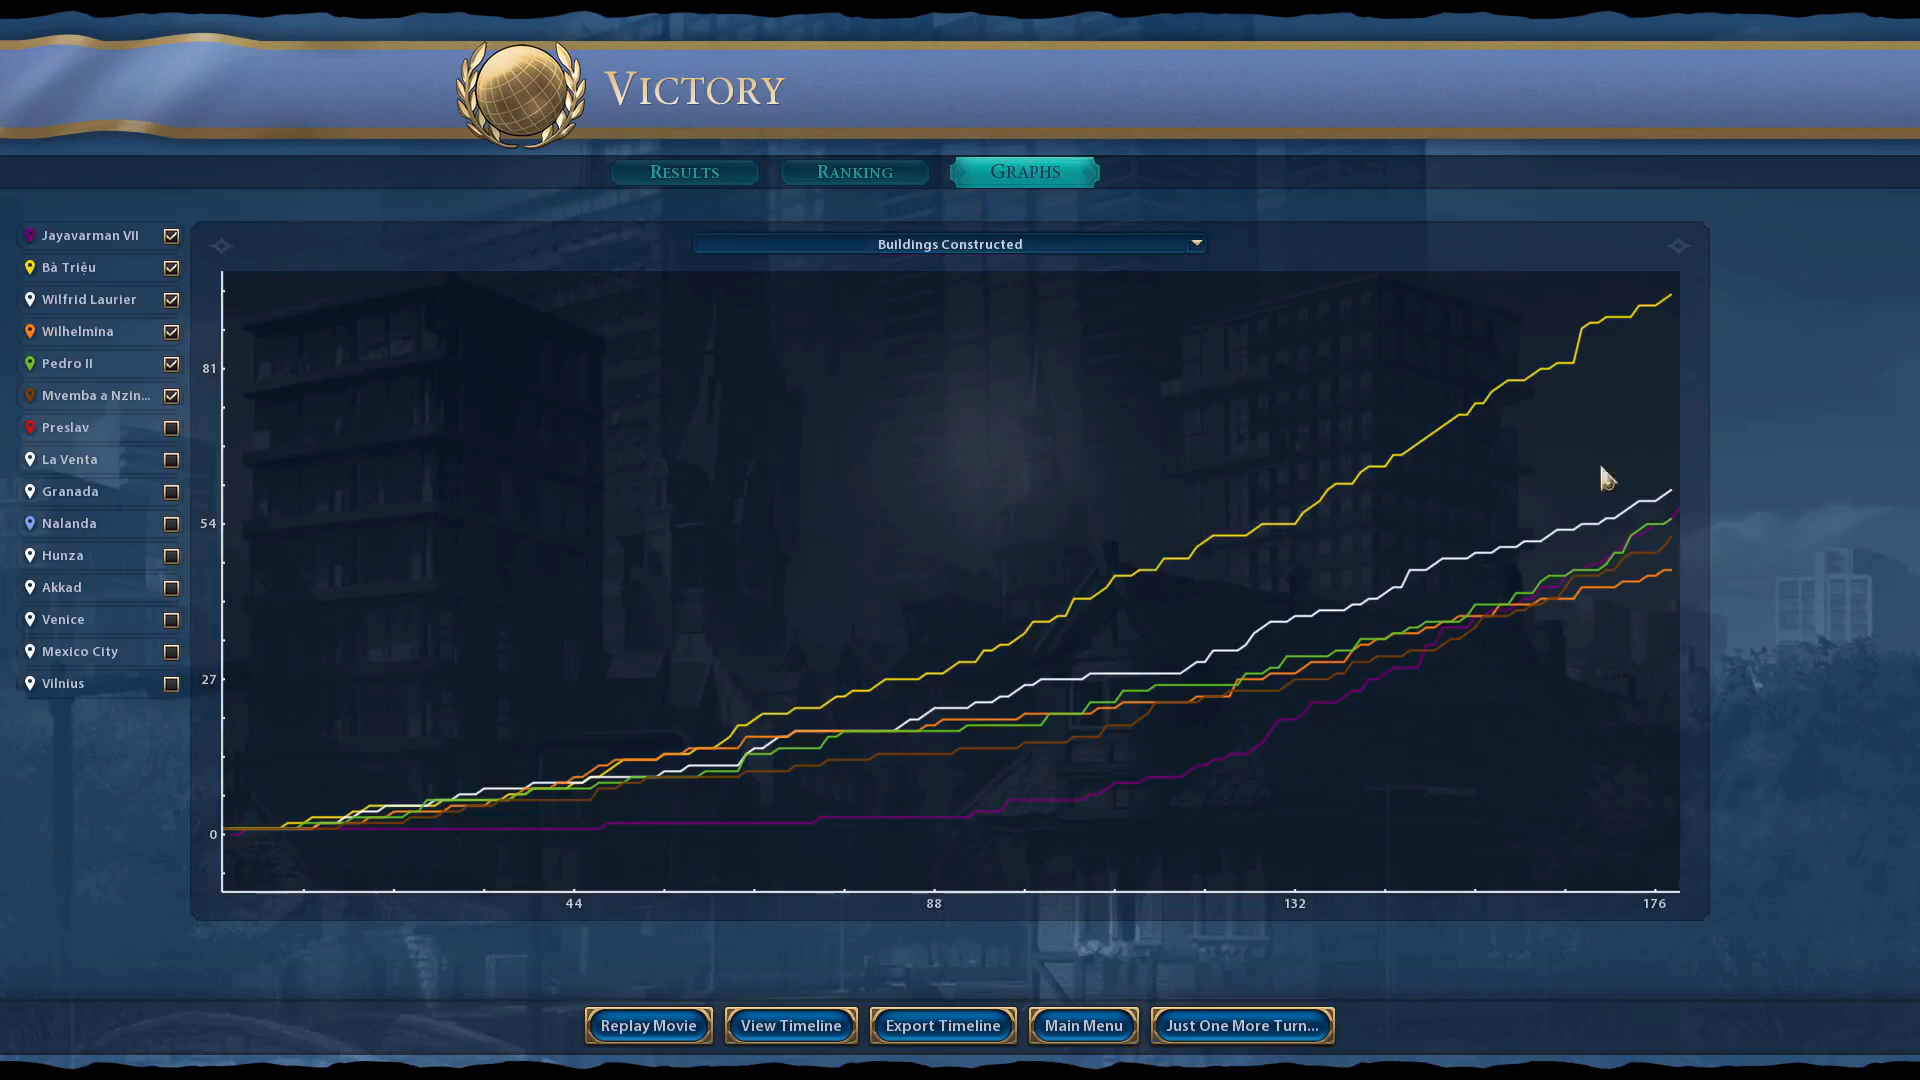 VICTORY
RESULTS
RANKING
GRAPHS
Jayavarman VII
Bà Triệu
Wilfrid Laurier
Wilhelmina
Pedro II
Mvemba a Nzin...
Preslav
La Venta
Granada
Nalanda
Hunza
Akkad
Venice
Mexico City
Vilnius
Buildings Constructed
81
54
27
0
44
88
132
176
Replay Movie
View Timeline
Export Timeline
Main Menu
Just One More Turn...